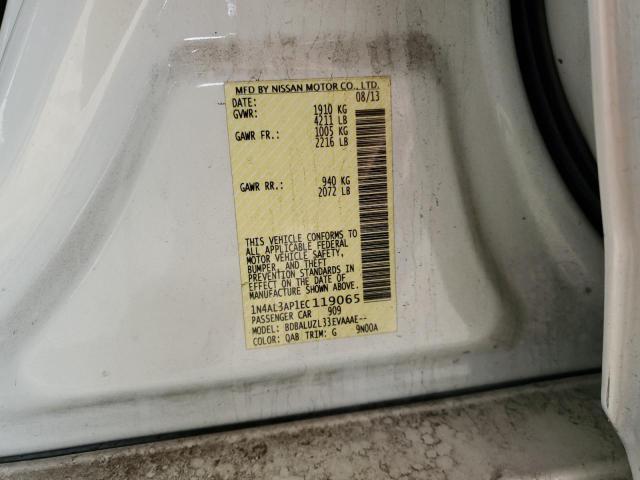 MFD BY NISSAN MOTOR CO., LTD.
DATE: 08/13
GVWR: 1910 KG
4211 LB
GAWR FR.: 1005 KG
2216 LB
GAWR RR.: 940 KG
2072 LB
THIS VEHICLE CONFORMS TO
ALL APPLICABLE FEDERAL
MOTOR VEHICLE SAFETY,
BUMPER, AND THEFT
PREVENTION STANDARDS IN
EFFECT ON THE DATE OF
MANUFACTURE SHOWN ABOVE.
1N4AL3AP1EC119065
PASSENGER CAR 909
MODEL: BDBALUZL33EVAAAE--
COLOR: QAB TRIM: G 9N00A